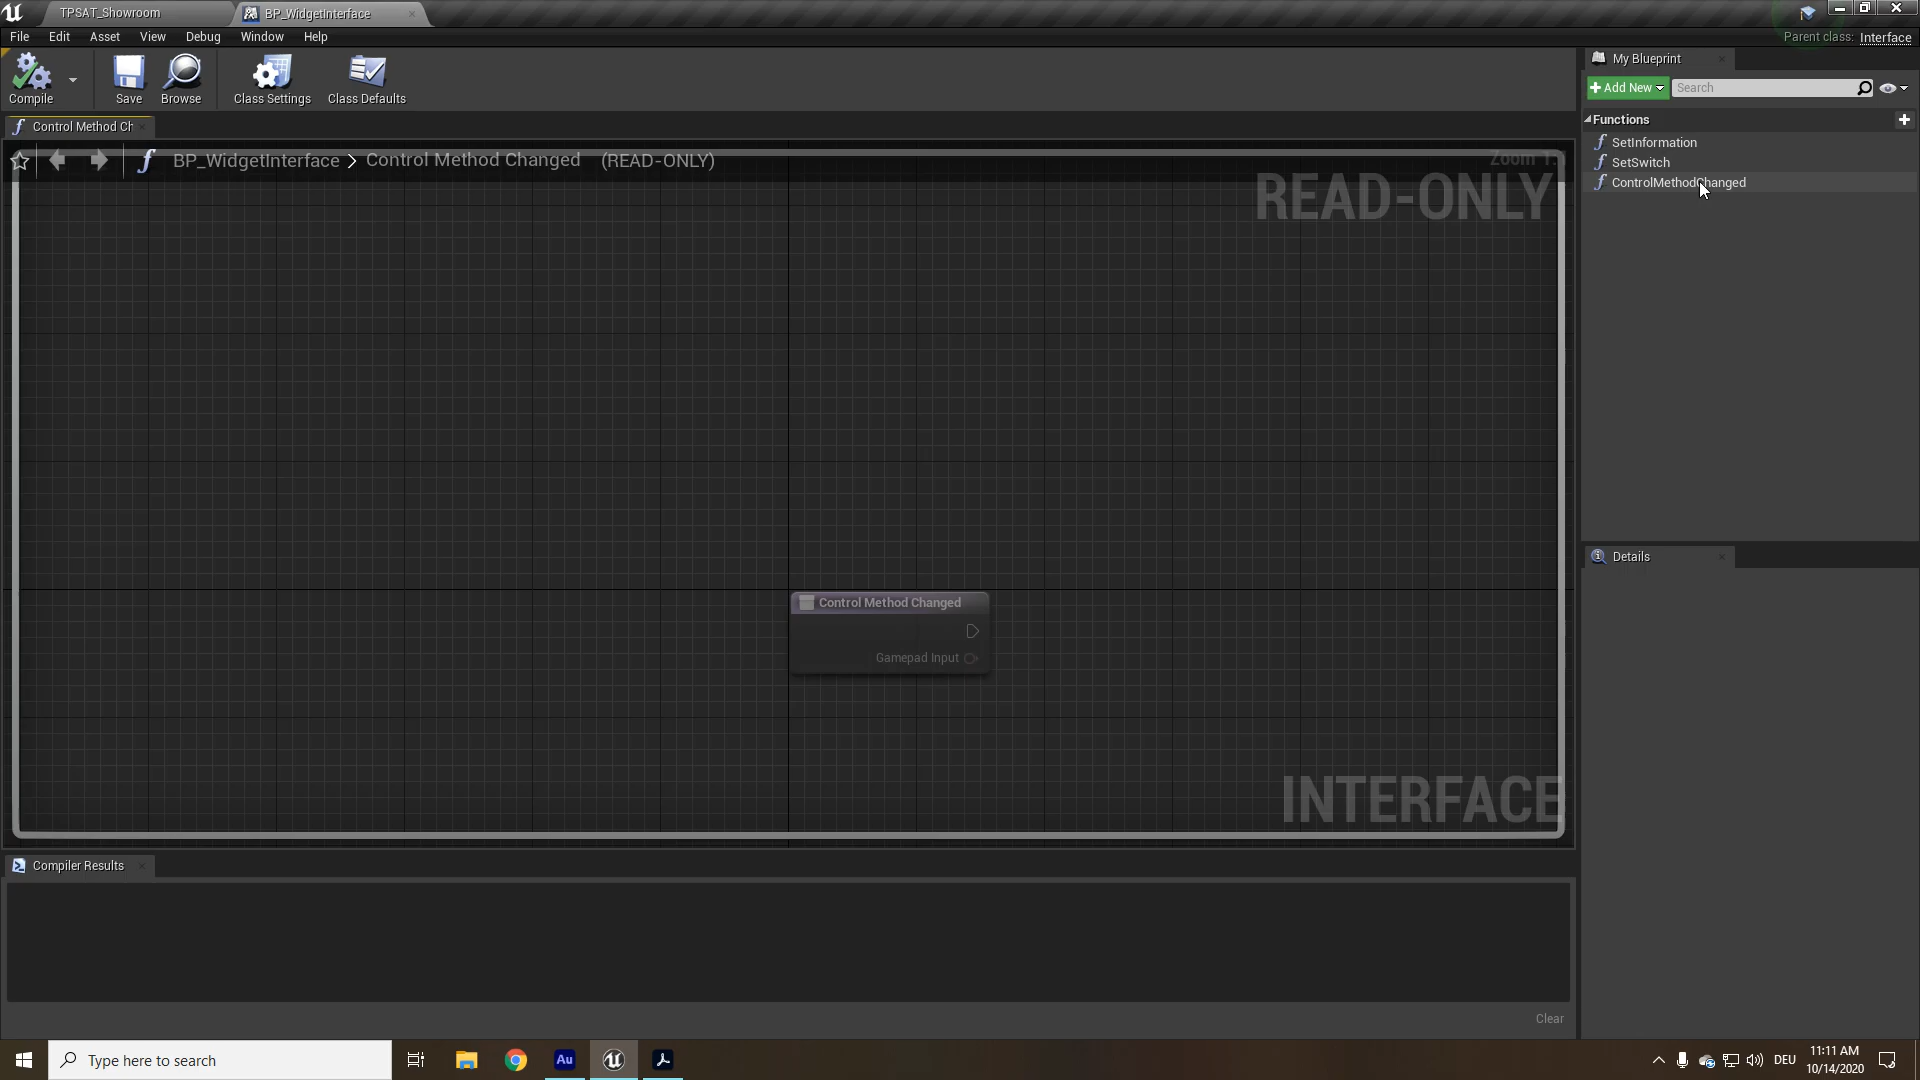 TPSAT_Showroom
BP_WidgetInterface
File Edit Asset View Debug Window Help
Parent class: Interface
Compile
Save
Browse
Class Settings
Class Defaults
My Blueprint
Add New
Search
Functions
SetInformation
SetSwitch
ControlMethodChanged
Control Method Ch
BP_WidgetInterface > Control Method Changed (READ-ONLY)
Zoom 1:1
READ-ONLY
Control Method Changed
Gamepad Input
INTERFACE
Details
Compiler Results
Clear
Type here to search
Au
DEU
11:11 AM
10/14/2020